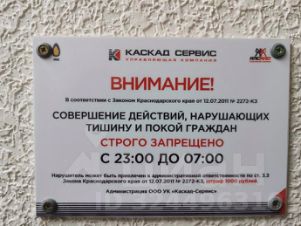 КАСКАД СЕРВИС
УПРАВЛЯЮЩАЯ КОМПАНИЯ
ВНИМАНИЕ!
В соответствии с Законом Краснодарского края от 12.07.2011 № 2272-КЗ
СОВЕРШЕНИЕ ДЕЙСТВИЙ, НАРУШАЮЩИХ
ТИШИНУ И ПОКОЙ ГРАЖДАН
СТРОГО ЗАПРЕЩЕНО
С 23:00 ДО 07:00
Нарушитель может быть привлечен к административной ответственности по ст. 3.3
Закона Краснодарского края от 12.07.2011 № 2272-КЗ,
Администрация ООО УК «Каскад-Сервис»